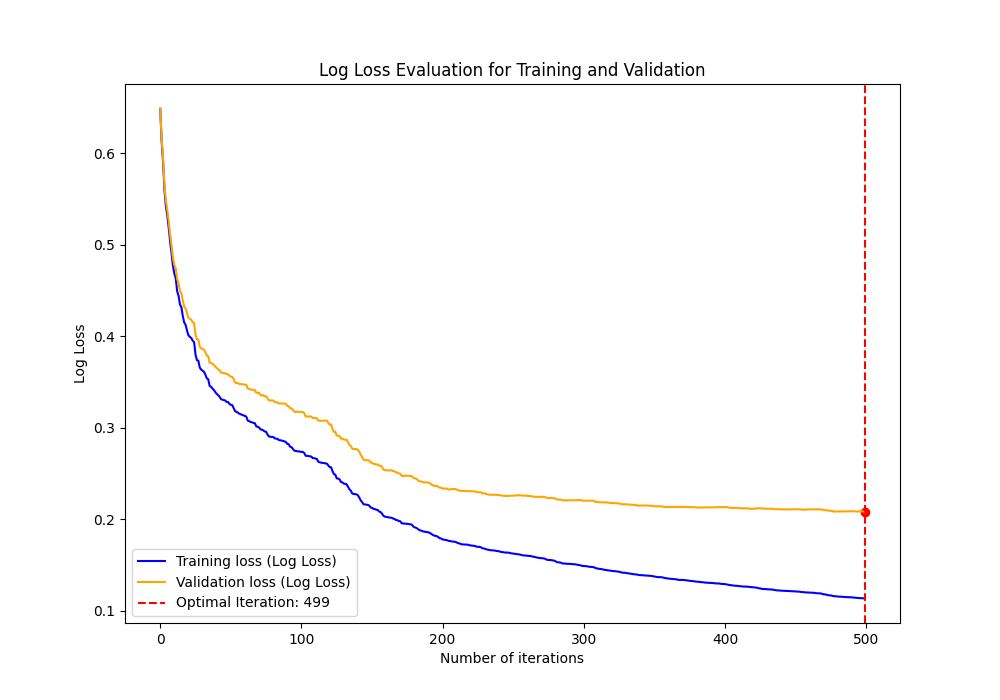 Log Loss Evaluation for Training and Validation
Log Loss
0.6
0.5
0.4
0.3
0.2
0.1
Training loss (Log Loss)
Validation loss (Log Loss)
Optimal Iteration: 499
0 100 200 300 400 500
Number of iterations